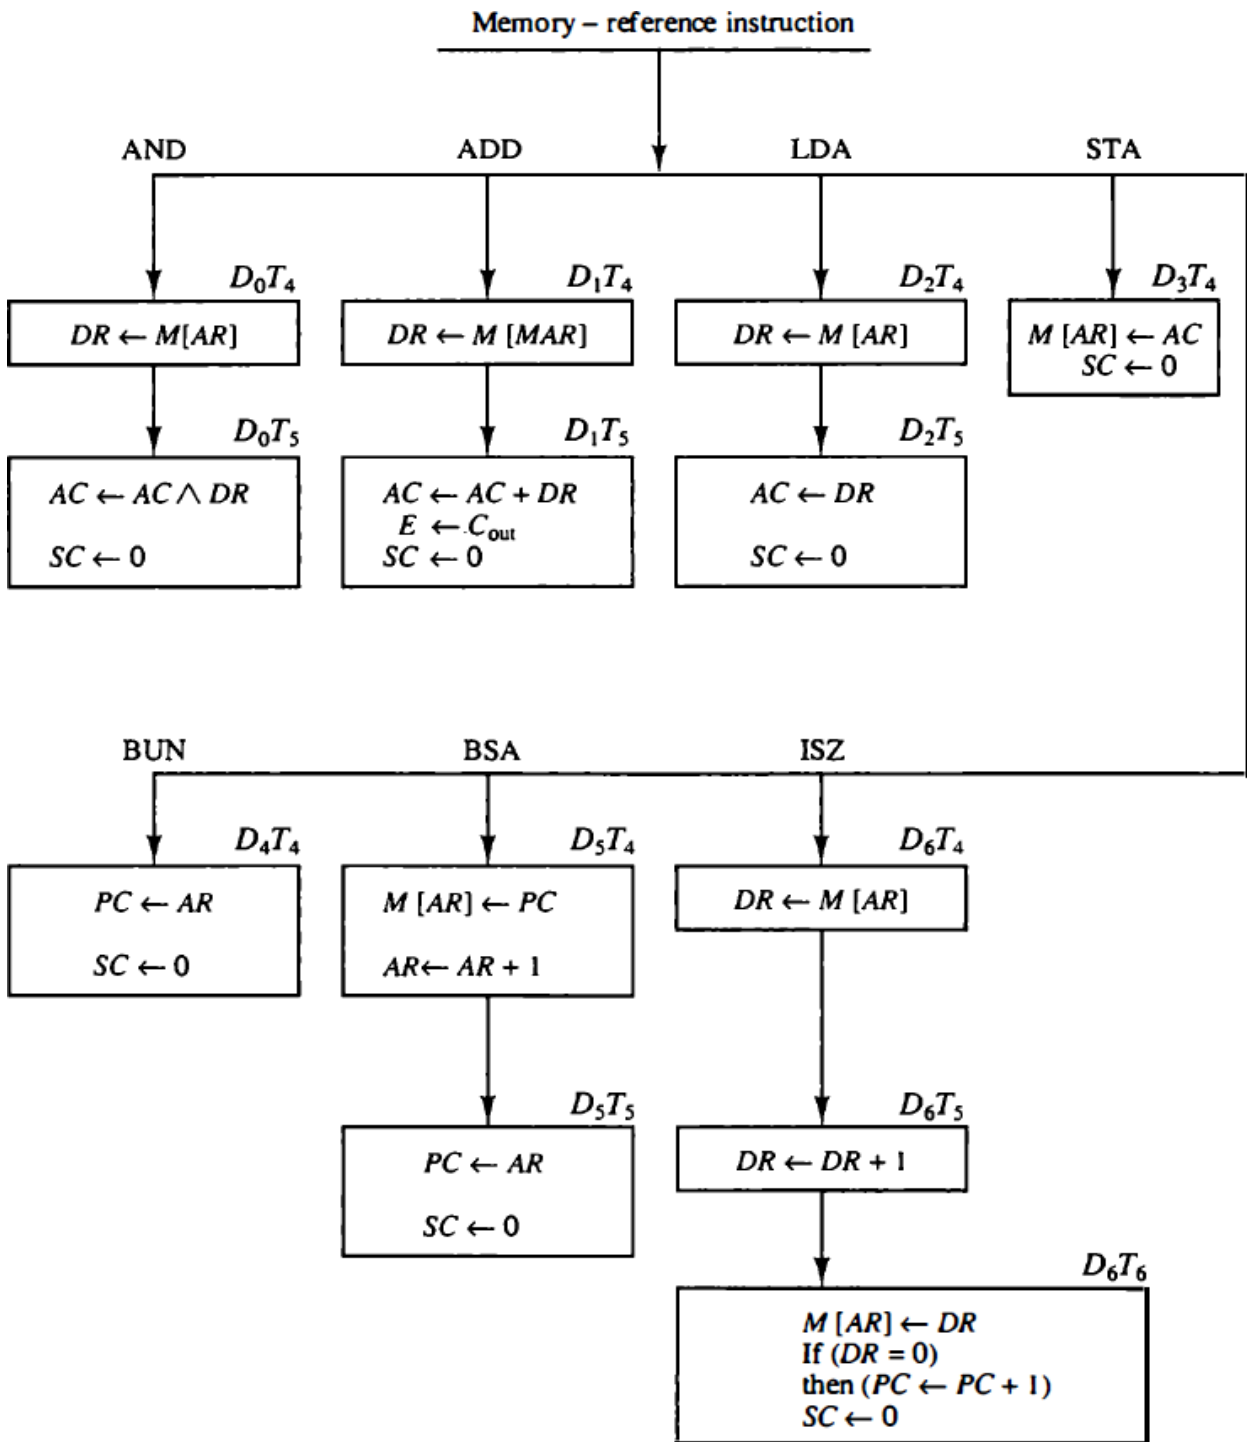 Memory – reference instruction
AND ADD LDA STA
D₀T₄ D₁T₄ D₂T₄ D₃T₄
DR ← M[AR]
DR ← M [MAR]
DR ← M [AR]
M [AR] ← AC
SC ← 0
D₀T₅ D₁T₅ D₂T₅
AC ← AC ∧ DR
SC ← 0
AC ← AC + DR
E ← C_out
SC ← 0
AC ← DR
SC ← 0
BUN BSA ISZ
D₄T₄ D₅T₄ D₆T₄
PC ← AR
SC ← 0
M [AR] ← PC
AR ← AR + 1
DR ← M [AR]
D₅T₅ D₆T₅
PC ← AR
SC ← 0
DR ← DR + 1
D₆T₆
M [AR] ← DR
If (DR = 0)
then (PC ← PC + 1)
SC ← 0